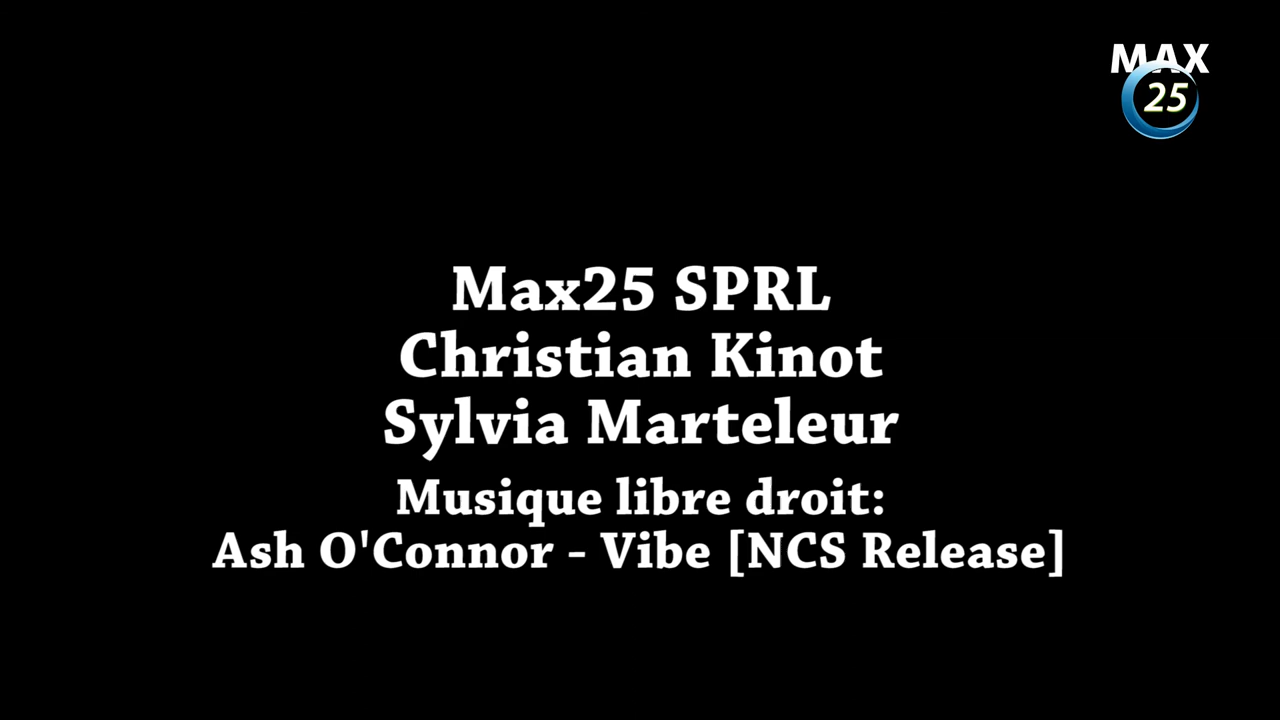 MAX
25
Max25 SPRL
Christian Kinot
Sylvia Marteleur
Musique libre droit:
Ash O'Connor - Vibe [NCS Release]